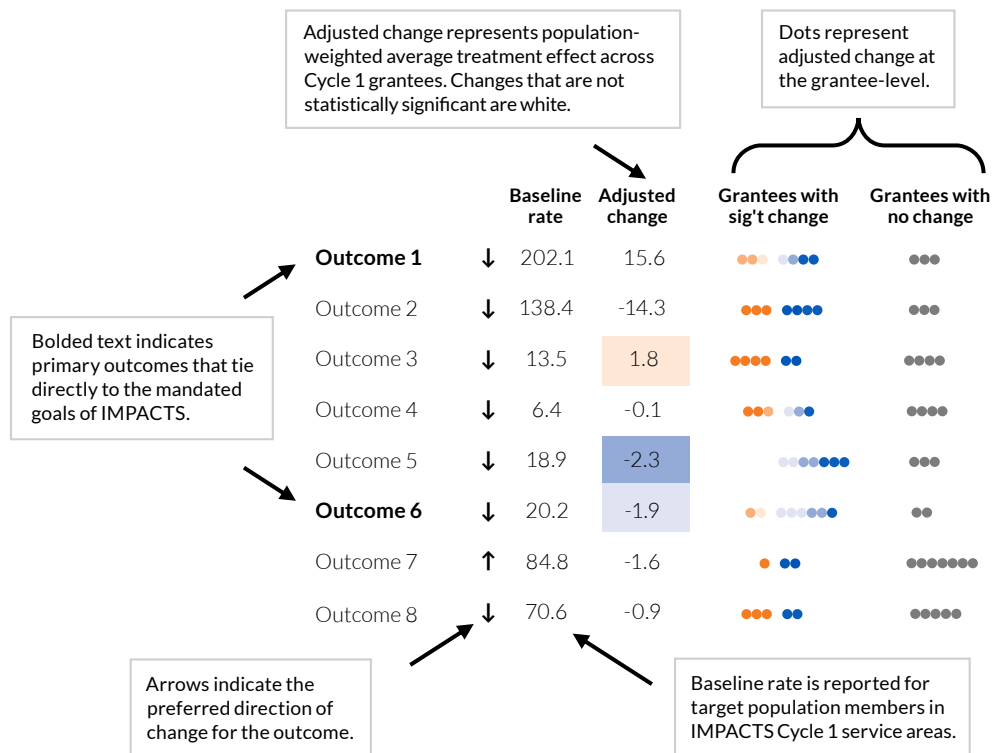 Adjusted change represents population-
weighted average treatment effect across
Cycle 1 grantees. Changes that are not
statistically significant are white.
Dots represent
adjusted change at
the grantee-level.
Baseline rate Adjusted change Grantees with sig't change Grantees with no change
Outcome 1 ↓ 202.1 15.6
Outcome 2 ↓ 138.4 -14.3
Outcome 3 ↓ 13.5 1.8
Outcome 4 ↓ 6.4 -0.1
Outcome 5 ↓ 18.9 -2.3
Outcome 6 ↓ 20.2 -1.9
Outcome 7 ↑ 84.8 -1.6
Outcome 8 ↓ 70.6 -0.9
Bolded text indicates
primary outcomes that tie
directly to the mandated
goals of IMPACTS.
Arrows indicate the
preferred direction of
change for the outcome.
Baseline rate is reported for
target population members in
IMPACTS Cycle 1 service areas.